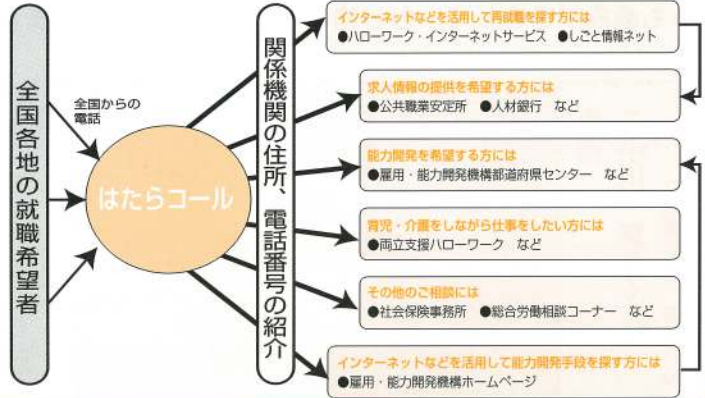 全国各地の就職希望者
全国からの
電話
はたらコール
関係機関の住所、電話番号の紹介
インターネットなどを活用して再就職を探す方には
●ハローワーク・インターネットサービス ●しごと情報ネット
求人情報の提供を希望する方には
●公共職業安定所 ●人材銀行 など
能力開発を希望する方には
●雇用・能力開発機構都道府県センター など
育児・介護をしながら仕事をしたい方には
●両立支援ハローワーク など
その他のご相談には
●社会保険事務所 ●総合労働相談コーナー など
インターネットなどを活用して能力開発手段を探す方には
●雇用・能力開発機構ホームページ